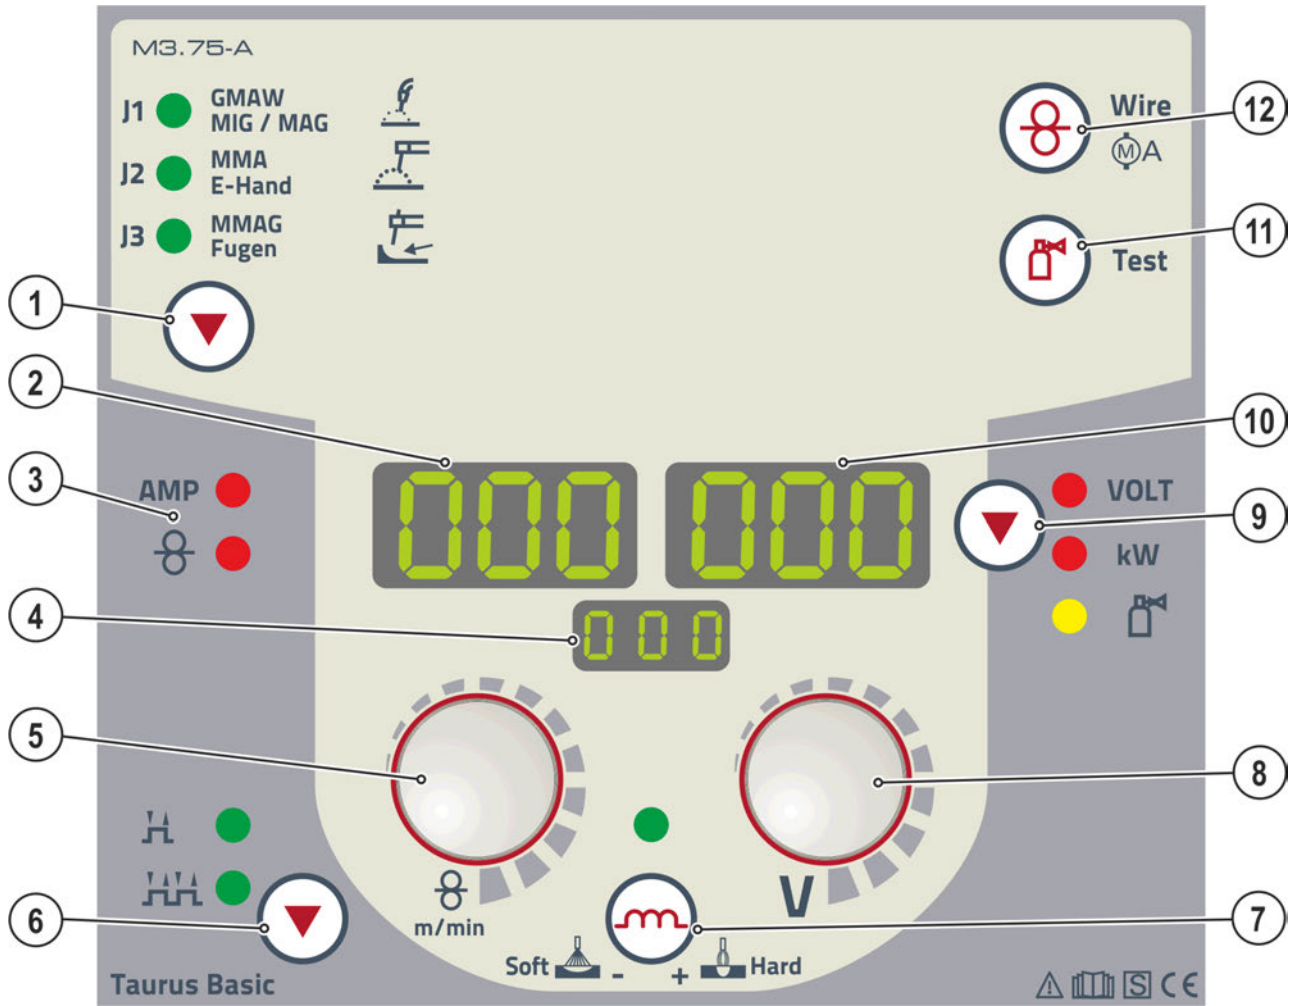 M3.75-A
J1 GMAW
MIG / MAG
J2 MMA
E-Hand
J3 MMAG
Fugen
Wire
M A
Test
1
2
3
4
5
6
7
8
9
10
11
12
AMP
000
000
000
VOLT
kW
m/min
V
Soft - + Hard
Taurus Basic
S CE